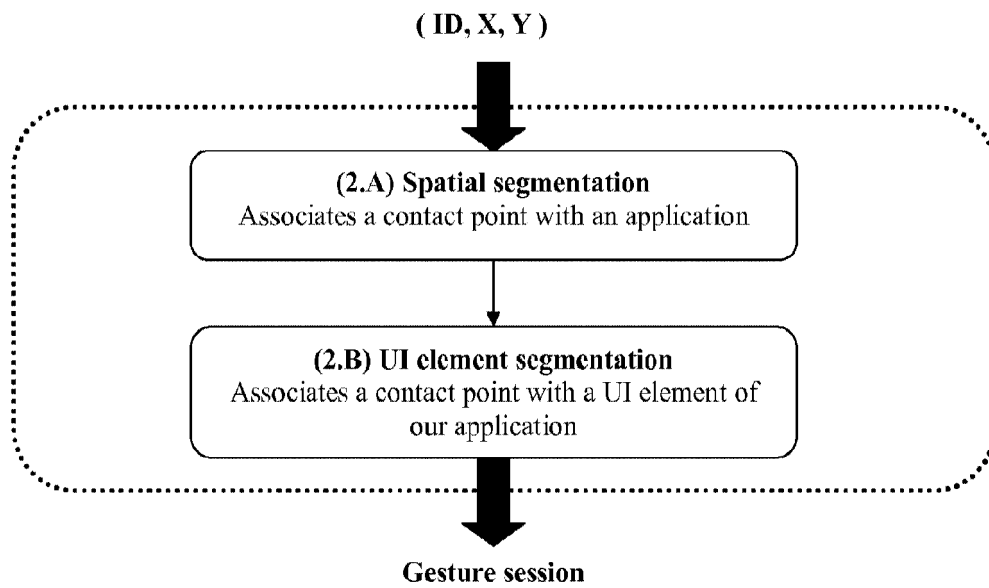 ( ID, X, Y )
(2.A) Spatial segmentation
Associates a contact point with an application
(2.B) UI element segmentation
Associates a contact point with a UI element of
our application
Gesture session